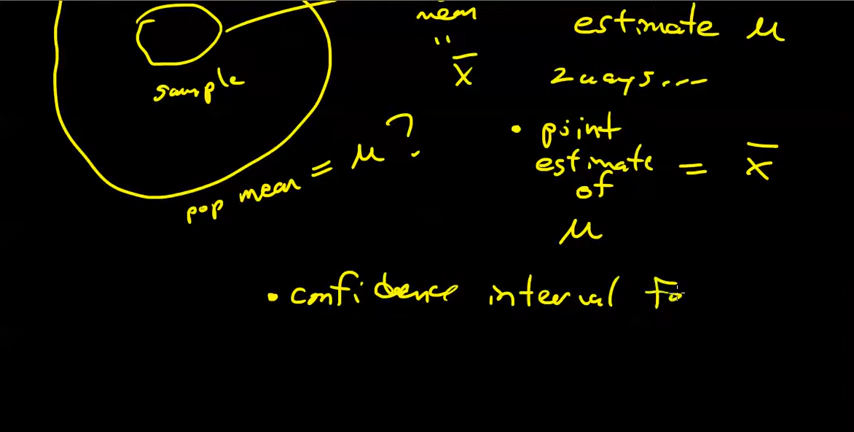 sample
pop mean = μ?
mean
"
x̄
estimate μ
2 ways...
• point
estimate = x̄
of
μ
• confidence interval Fo